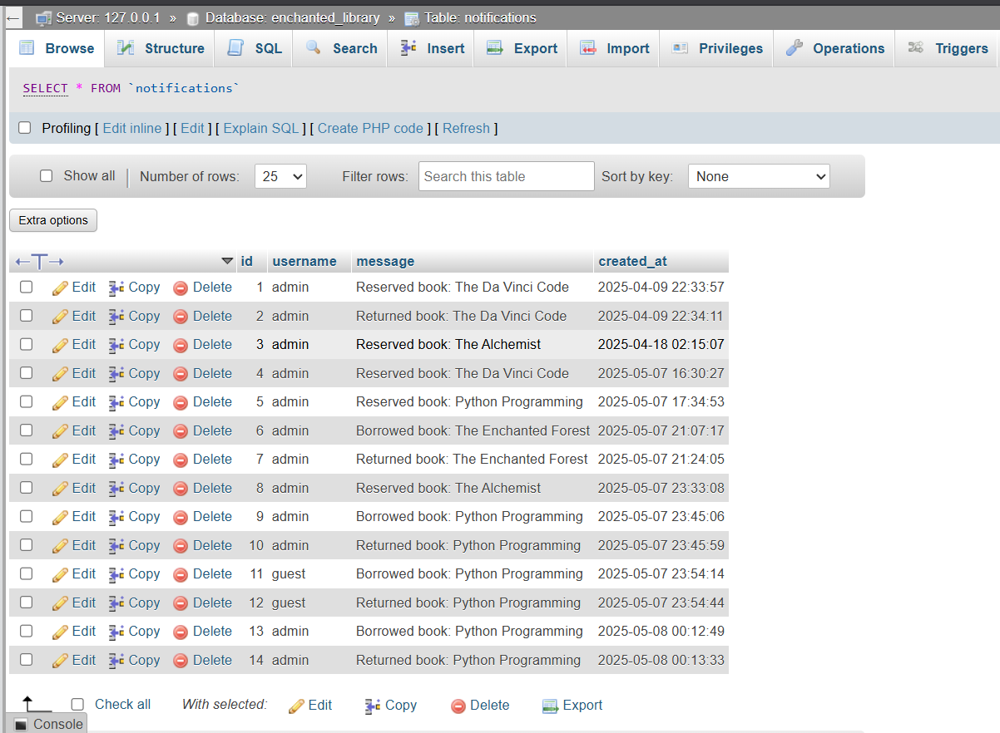 ← Server: 127.0.0.1 » Database: enchanted_library » Table: notifications
Browse Structure SQL Search Insert Export Import Privileges Operations Triggers
SELECT * FROM `notifications`
Profiling [ Edit inline ] [ Edit ] [ Explain SQL ] [ Create PHP code ] [ Refresh ]
Show all | Number of rows: 25 Filter rows: Search this table Sort by key: None
Extra options
←T→ id username message created_at
Edit Copy Delete 1 admin Reserved book: The Da Vinci Code 2025-04-09 22:33:57
Edit Copy Delete 2 admin Returned book: The Da Vinci Code 2025-04-09 22:34:11
Edit Copy Delete 3 admin Reserved book: The Alchemist 2025-04-18 02:15:07
Edit Copy Delete 4 admin Reserved book: The Da Vinci Code 2025-05-07 16:30:27
Edit Copy Delete 5 admin Reserved book: Python Programming 2025-05-07 17:34:53
Edit Copy Delete 6 admin Borrowed book: The Enchanted Forest 2025-05-07 21:07:17
Edit Copy Delete 7 admin Returned book: The Enchanted Forest 2025-05-07 21:24:05
Edit Copy Delete 8 admin Reserved book: The Alchemist 2025-05-07 23:33:08
Edit Copy Delete 9 admin Borrowed book: Python Programming 2025-05-07 23:45:06
Edit Copy Delete 10 admin Returned book: Python Programming 2025-05-07 23:45:59
Edit Copy Delete 11 guest Borrowed book: Python Programming 2025-05-07 23:54:14
Edit Copy Delete 12 guest Returned book: Python Programming 2025-05-07 23:54:44
Edit Copy Delete 13 admin Borrowed book: Python Programming 2025-05-08 00:12:49
Edit Copy Delete 14 admin Returned book: Python Programming 2025-05-08 00:13:33
Check all With selected: Edit Copy Delete Export
Console